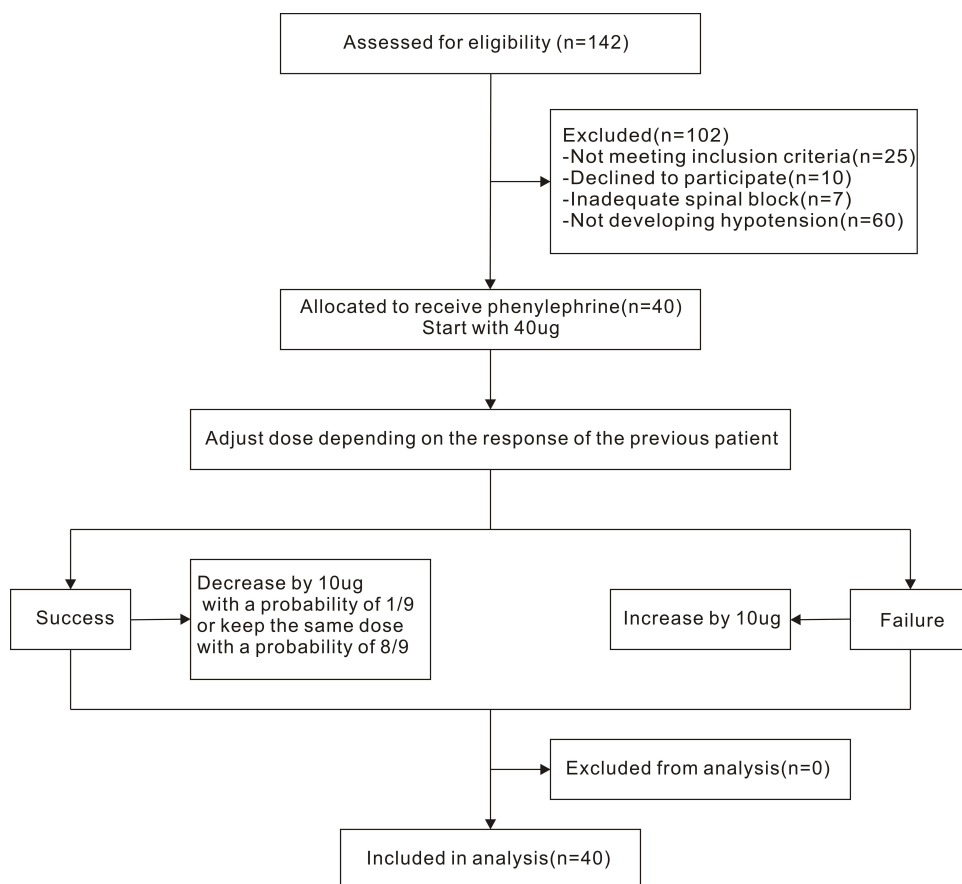 Assessed for eligibility (n=142)
Excluded(n=102)
-Not meeting inclusion criteria(n=25)
-Declined to participate(n=10)
-Inadequate spinal block(n=7)
-Not developing hypotension(n=60)
Allocated to receive phenylephrine(n=40)
Start with 40ug
Adjust dose depending on the response of the previous patient
Success
Decrease by 10ug
with a probability of 1/9
or keep the same dose
with a probability of 8/9
Increase by 10ug
Failure
Excluded from analysis(n=0)
Included in analysis(n=40)